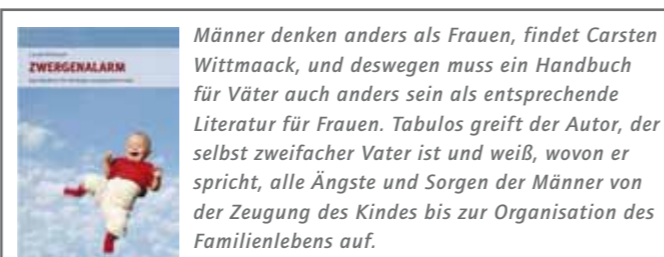 ZWERGENALARM
Männer denken anders als Frauen, findet Carsten
Wittmaack, und deswegen muss ein Handbuch
für Väter auch anders sein als entsprechende
Literatur für Frauen. Tabulos greift der Autor, der
selbst zweifacher Vater ist und weiß, wovon er
spricht, alle Ängste und Sorgen der Männer von
der Zeugung des Kindes bis zur Organisation des
Familienlebens auf.